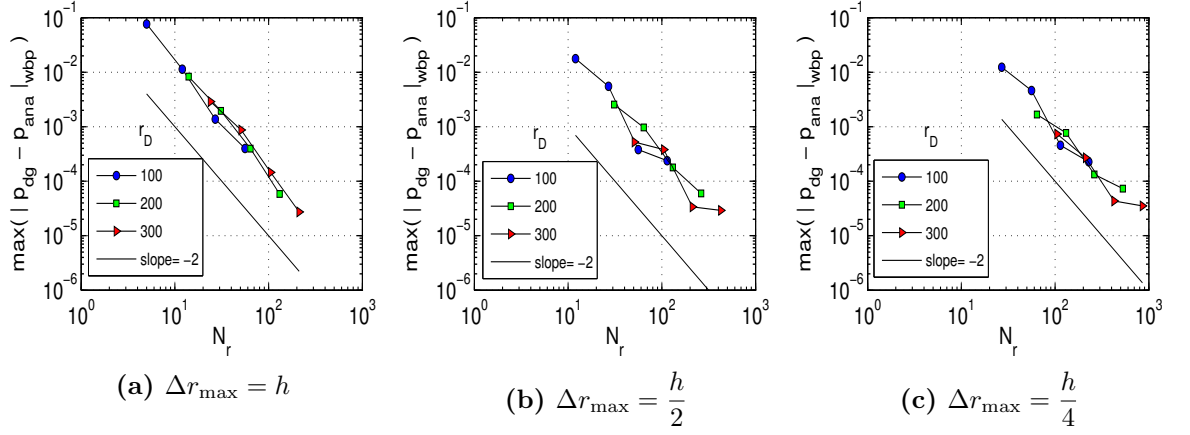 10^-1
10^-2
10^-3
10^-4
10^-5
10^-6
max( | p_dg − p_ana |_wbp)
r_D
100
200
300
slope= −2
10^0
10^1
10^2
10^3
N_r
(a) Δr_max = h
10^-1
10^-2
10^-3
10^-4
10^-5
10^-6
max( | p_dg − p_ana |_wbp)
r_D
100
200
300
slope= −2
10^0
10^1
10^2
10^3
N_r
(b) Δr_max = h/2
10^-1
10^-2
10^-3
10^-4
10^-5
10^-6
max( | p_dg − p_ana |_wbp)
r_D
100
200
300
slope= −2
10^0
10^1
10^2
10^3
N_r
(c) Δr_max = h/4